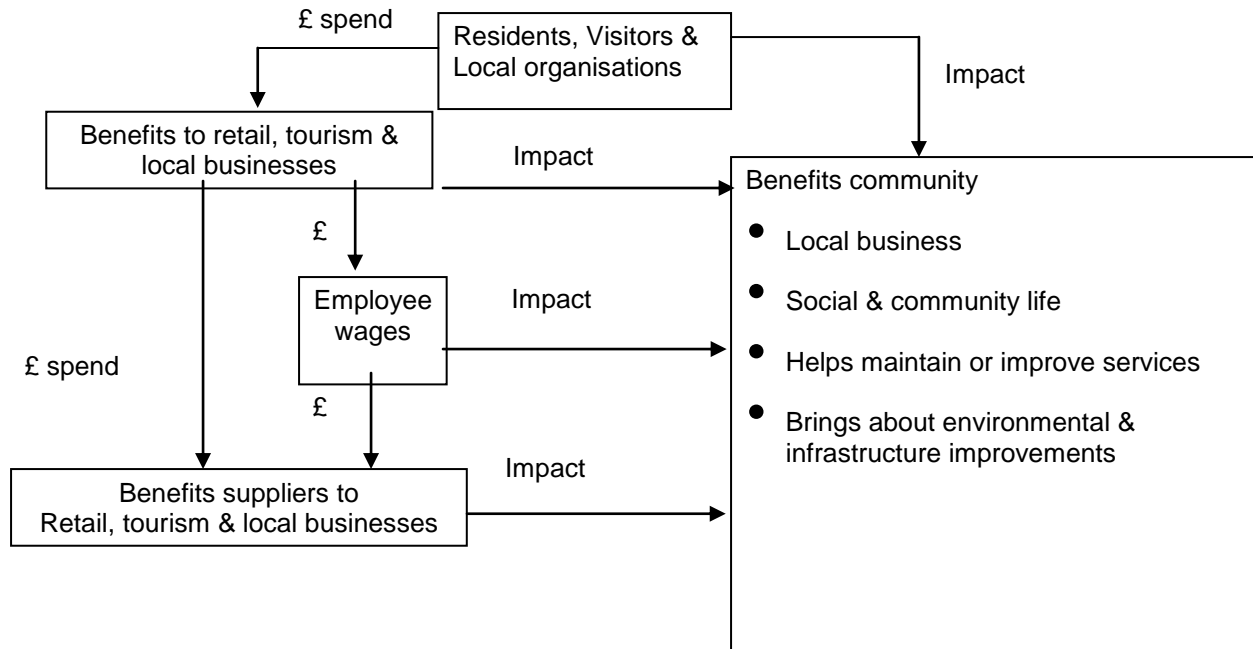 £ spend
Residents, Visitors &
Local organisations
Impact
Benefits to retail, tourism &
local businesses
Impact
Benefits community
• Local business
£
Employee
wages
Impact
• Social & community life
• Helps maintain or improve services
£ spend
£
• Brings about environmental &
infrastructure improvements
Impact
Benefits suppliers to
Retail, tourism & local businesses